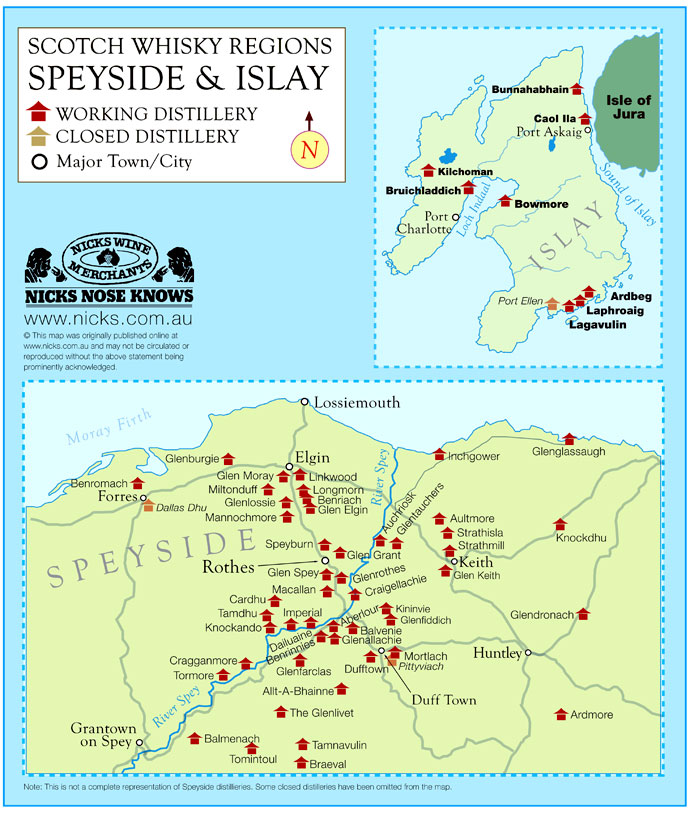 SCOTCH WHISKY REGIONS
SPEYSIDE & ISLAY
WORKING DISTILLERY
CLOSED DISTILLERY
Major Town/City
N
NICKS WINE
MERCHANTS
NICKS NOSE KNOWS
www.nicks.com.au
© This map was originally published online at
www.nicks.com.au and may not be circulated or
reproduced without the above statement being
prominently acknowledged.
Bunnahabhain
Isle of
Jura
Caol Ila
Port Askaig
Kilchoman
Bruichladdich
Sound of Islay
Bowmore
Port
Charlotte
Loch Indaal
ISLAY
Port Ellen
Ardbeg
Laphroaig
Lagavulin
Lossiemouth
Moray Firth
Glenburgie
Elgin
River Spey
Inchgower
Glenglassaugh
Glen Moray
Linkwood
Benromach
Miltonduff
Longmorn
Forres
Benriach
Dallas Dhu
Glenlossie
Glen Elgin
Mannochmore
Auchriosk
Glentauchers
Aultmore
Strathisla
Knockdhu
SPEYSIDE
Speyburn
Glen Grant
Strathmill
Rothes
Keith
Glen Spey
Glenrothes
Glen Keith
Macallan
Craigellachie
Cardhu
Tamdhu
Imperial
Aberlour
Kininvie
Glendronach
Knockando
Glenfiddich
Dailuaine
Balvenie
Benrinnes
Glenallachie
Cragganmore
Mortlach
Huntley
Tormore
Glenfarclas
Dufftown
Pittyviach
Allt-A-Bhainne
Duff Town
River Spey
The Glenlivet
Ardmore
Grantown
on Spey
Balmenach
Tamnavulin
Tomintoul
Braeval
Note: This is not a complete representation of Speyside distilleries. Some closed distilleries have been omitted from the map.